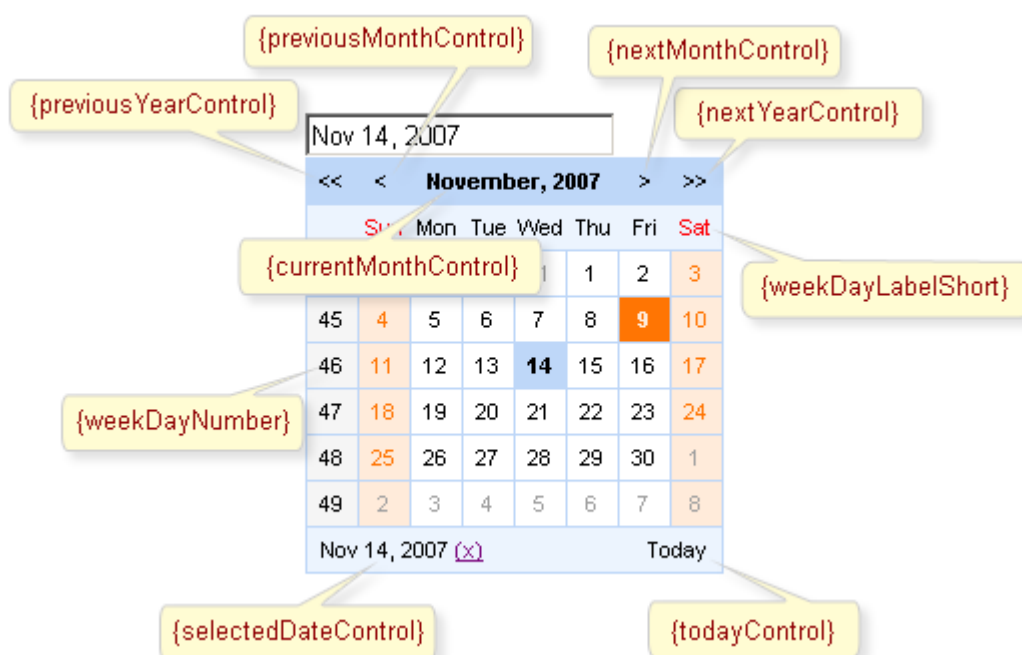 {previousMonthControl}
{nextMonthControl}
{previousYearControl}
{nextYearControl}
Nov 14, 2007
<< < November, 2007 > >>
Mon Tue Wed Thu Fri Sat
{currentMonthControl}
1 2 3
{weekDayLabelShort}
45 4 5 6 7 8 9 10
46 11 12 13 14 15 16 17
{weekDayNumber}
47 18 19 20 21 22 23 24
48 25 26 27 28 29 30 1
49 2 3 4 5 6 7 8
Nov 14, 2007 (x) Today
{selectedDateControl}
{todayControl}